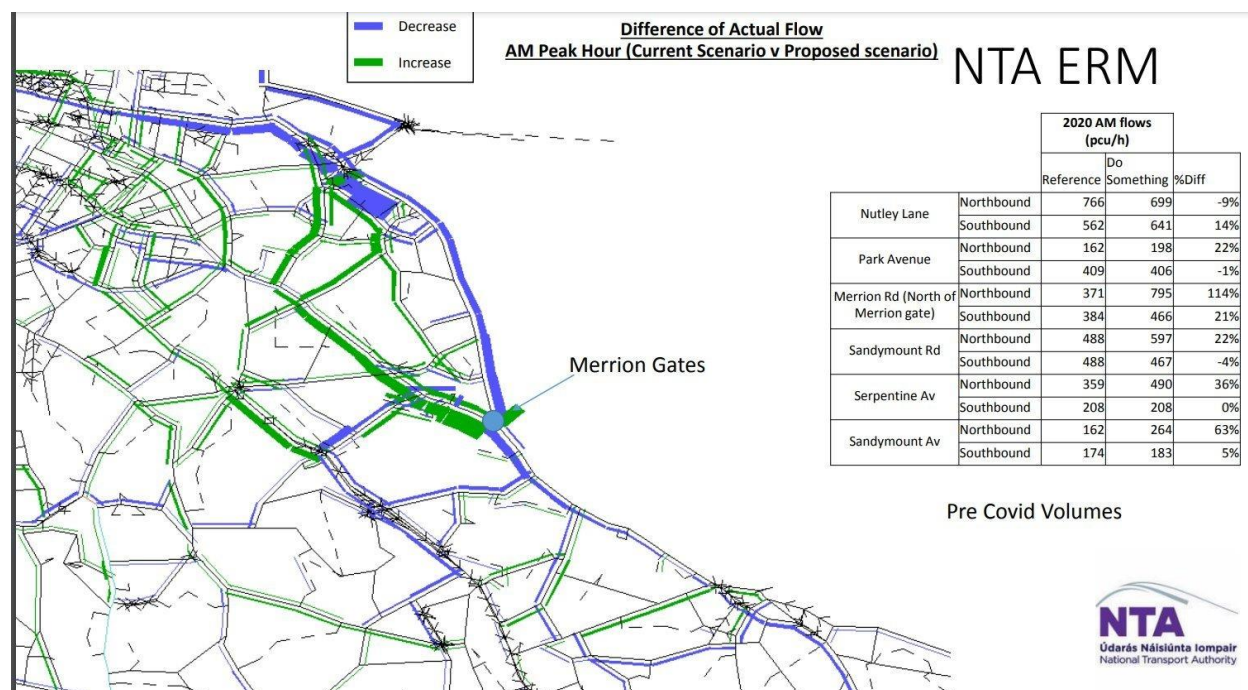 Decrease
Increase
Difference of Actual Flow
AM Peak Hour (Current Scenario v Proposed scenario)
NTA ERM
2020 AM flows
(pcu/h)
Reference Do Something %Diff
Nutley Lane Northbound 766 699 -9%
Southbound 562 641 14%
Park Avenue Northbound 162 198 22%
Southbound 409 406 -1%
Merrion Rd (North of Merrion gate) Northbound 371 795 114%
Southbound 384 466 21%
Sandymount Rd Northbound 488 597 22%
Southbound 488 467 -4%
Serpentine Av Northbound 359 490 36%
Southbound 208 208 0%
Sandymount Av Northbound 162 264 63%
Southbound 174 183 5%
Merrion Gates
Pre Covid Volumes
NTA
Údarás Náisiúnta Iompair
National Transport Authority